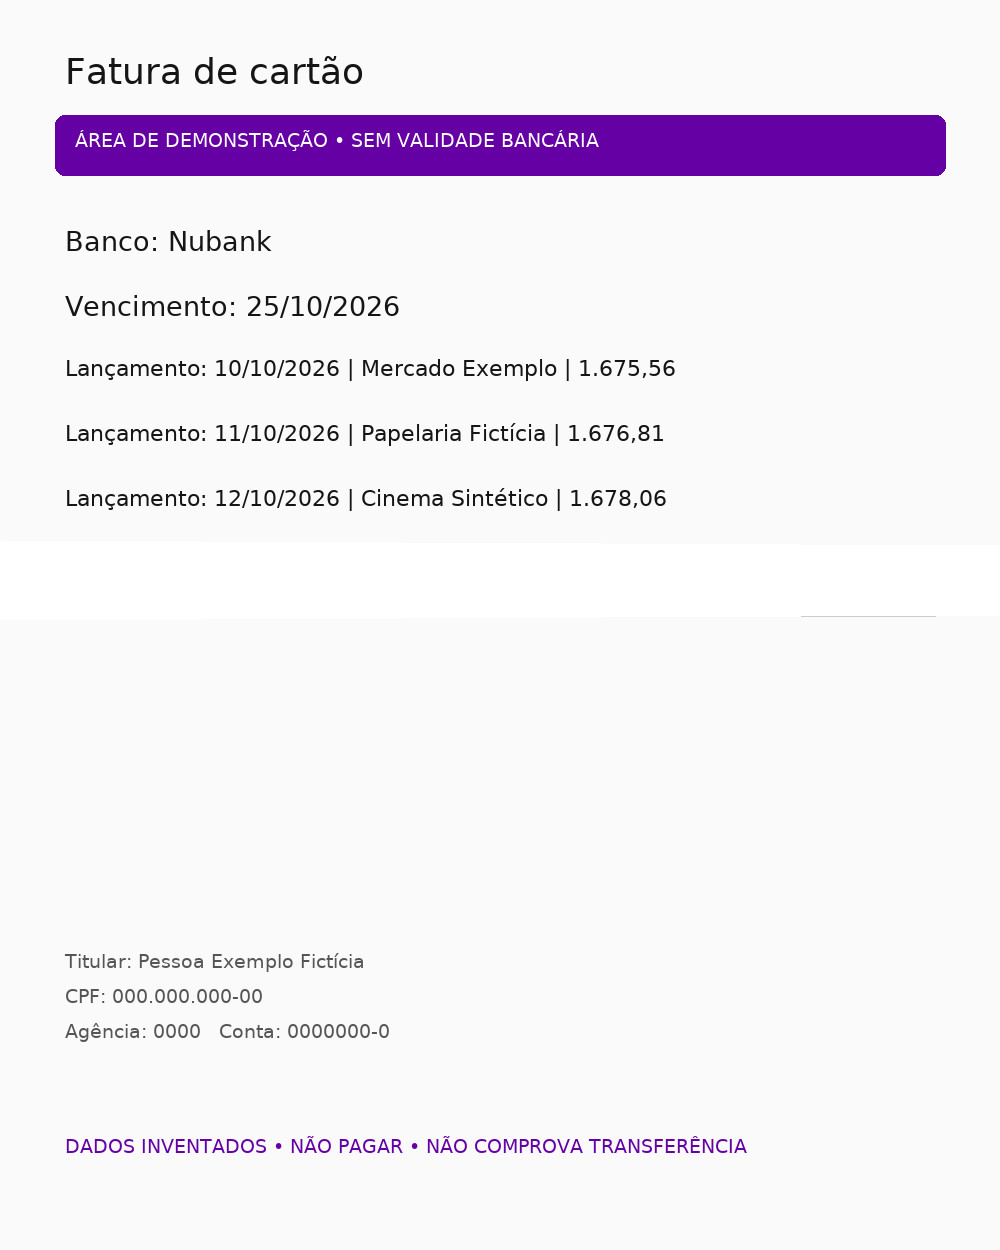 Fatura de cartão
ÁREA DE DEMONSTRAÇÃO • SEM VALIDADE BANCÁRIA
Banco: Nubank
Vencimento: 25/10/2026
Lançamento: 10/10/2026 | Mercado Exemplo | 1.675,56
Lançamento: 11/10/2026 | Papelaria Fictícia | 1.676,81
Lançamento: 12/10/2026 | Cinema Sintético | 1.678,06
Titular: Pessoa Exemplo Fictícia
CPF: 000.000.000-00
Agência: 0000   Conta: 0000000-0
DADOS INVENTADOS • NÃO PAGAR • NÃO COMPROVA TRANSFERÊNCIA